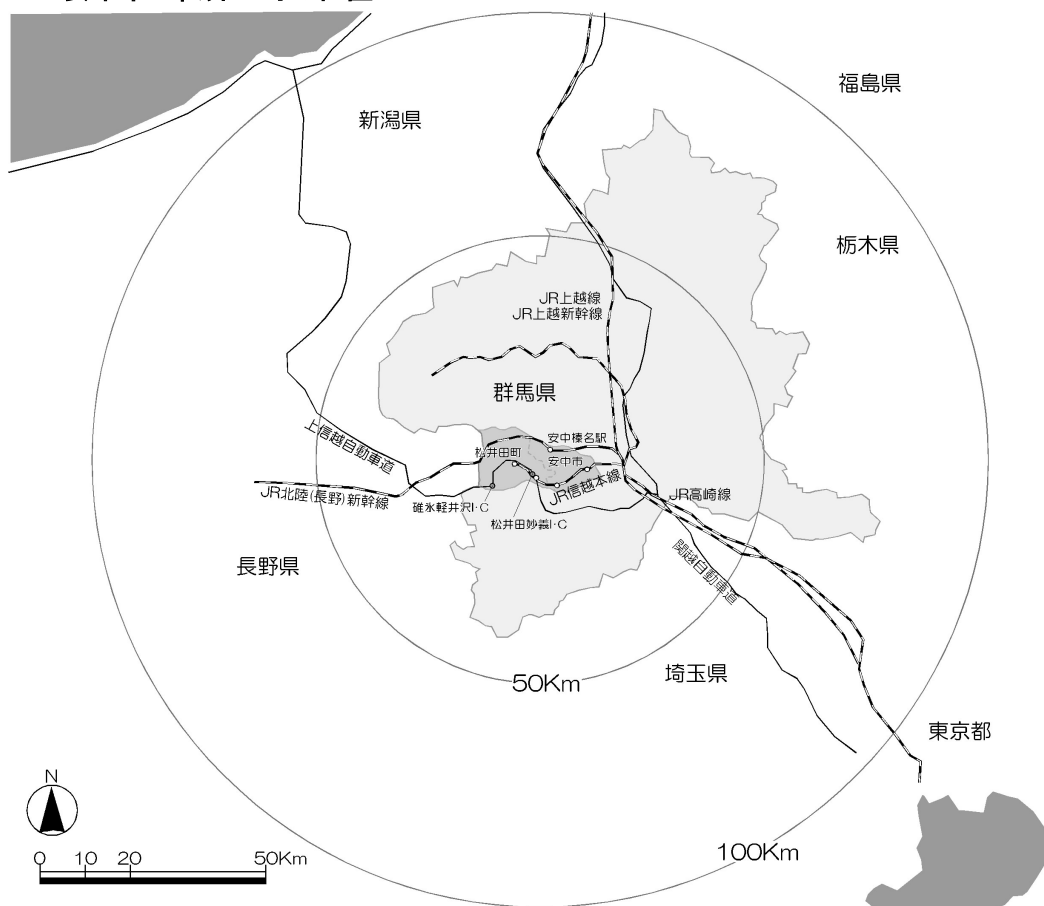 福島県
新潟県
栃木県
JR上越線
JR上越新幹線
群馬県
安中榛名駅
松井田町
安中市
上信越自動車道
JR信越本線
JR北陸(長野)新幹線
JR高崎線
碓氷軽井沢I・C
松井田妙義I・C
関越自動車道
長野県
埼玉県
50Km
東京都
N
100Km
0 10 20 50Km